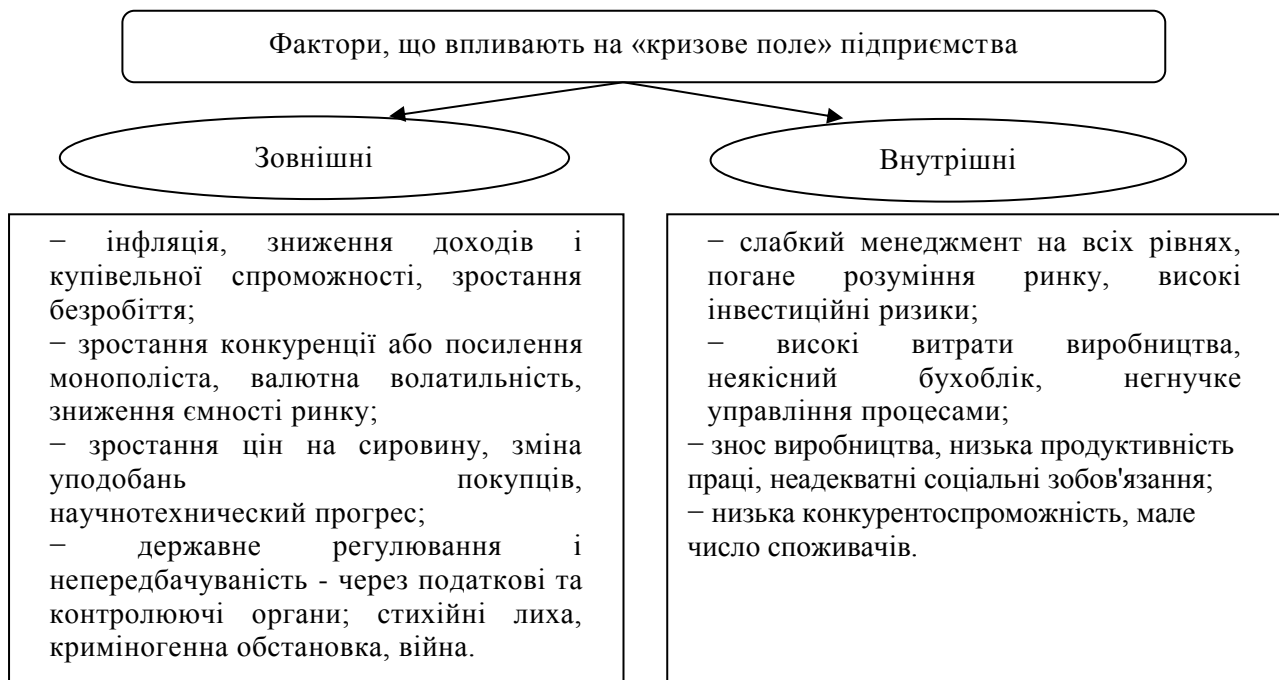 Фактори, що впливають на «кризове поле» підприємства
Зовнішні
Внутрішні
− інфляція, зниження доходів і
купівельної спроможності, зростання
безробіття;
− зростання конкуренції або посилення
монополіста, валютна волатильність,
зниження ємності ринку;
− зростання цін на сировину, зміна
уподобань покупців,
научнотехнический прогрес;
− державне регулювання і
непередбачуваність - через податкові та
контролюючі органи; стихійні лиха,
криміногенна обстановка, війна.
− слабкий менеджмент на всіх рівнях,
погане розуміння ринку, високі
інвестиційні ризики;
− високі витрати виробництва,
неякісний бухоблік, негнучке
управління процесами;
− знос виробництва, низька продуктивність
праці, неадекватні соціальні зобов'язання;
− низька конкурентоспроможність, мале
число споживачів.